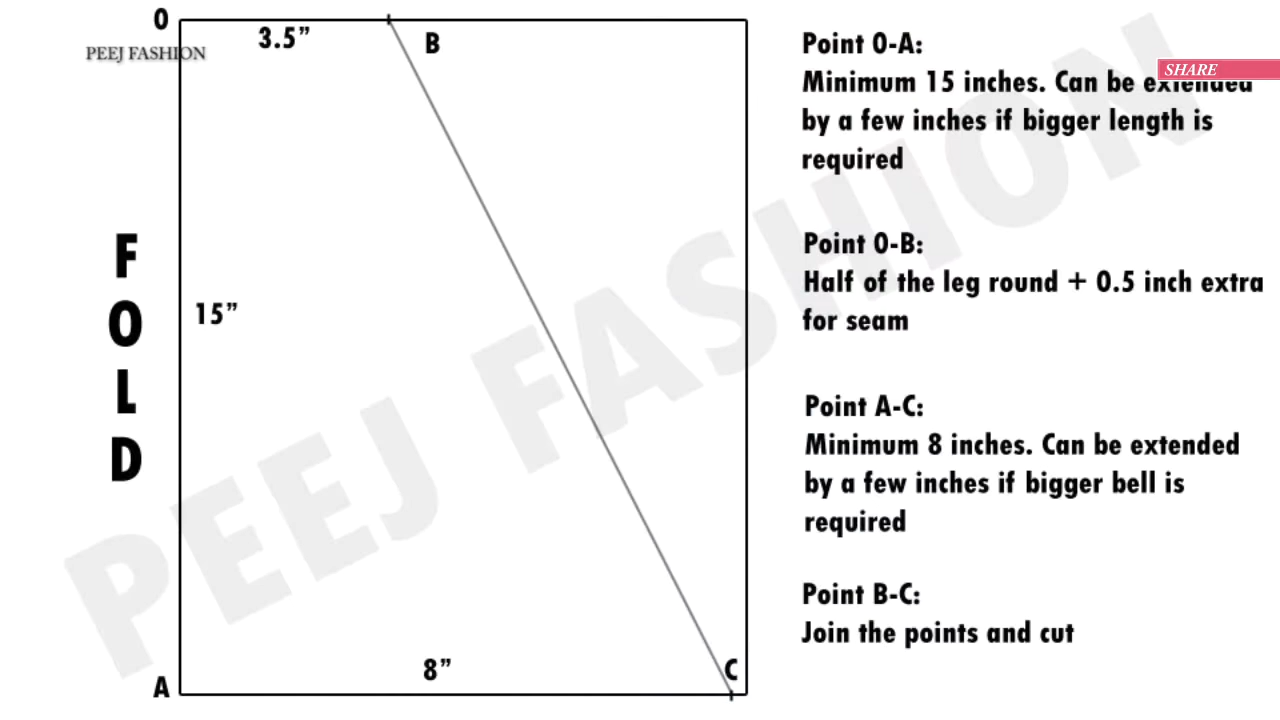 0
3.5”
B
PEEJ FASHION
F
O
L
D
15”
A
8”
C
Point 0-A:
SHARE
Minimum 15 inches. Can be extended
by a few inches if bigger length is
required
Point 0-B:
Half of the leg round + 0.5 inch extra
for seam
Point A-C:
Minimum 8 inches. Can be extended
by a few inches if bigger bell is
required
Point B-C:
Join the points and cut
PEEJ FASHION